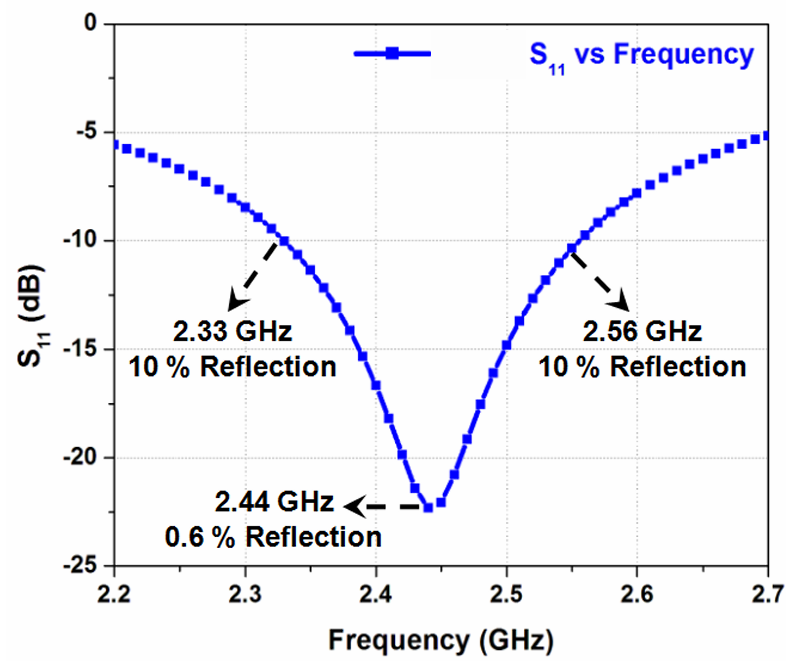 0
S11 vs Frequency
-5
-10
2.33 GHz
10 % Reflection
2.56 GHz
10 % Reflection
-15
-20
2.44 GHz
0.6 % Reflection
-25
S11 (dB)
2.2 2.3 2.4 2.5 2.6 2.7
Frequency (GHz)